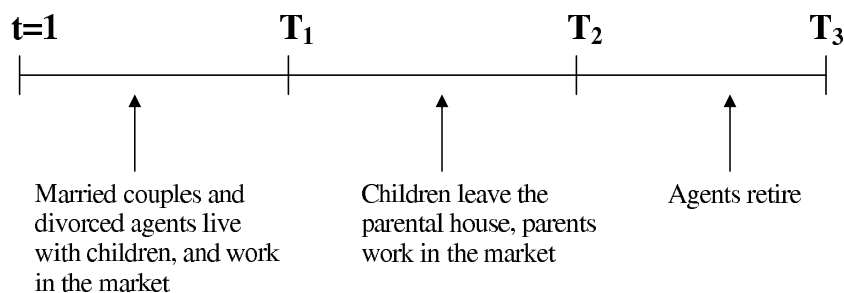 t=1 T₁ T₂ T₃
Married couples and
divorced agents live
with children, and work
in the market
Children leave the
parental house, parents
work in the market
Agents retire